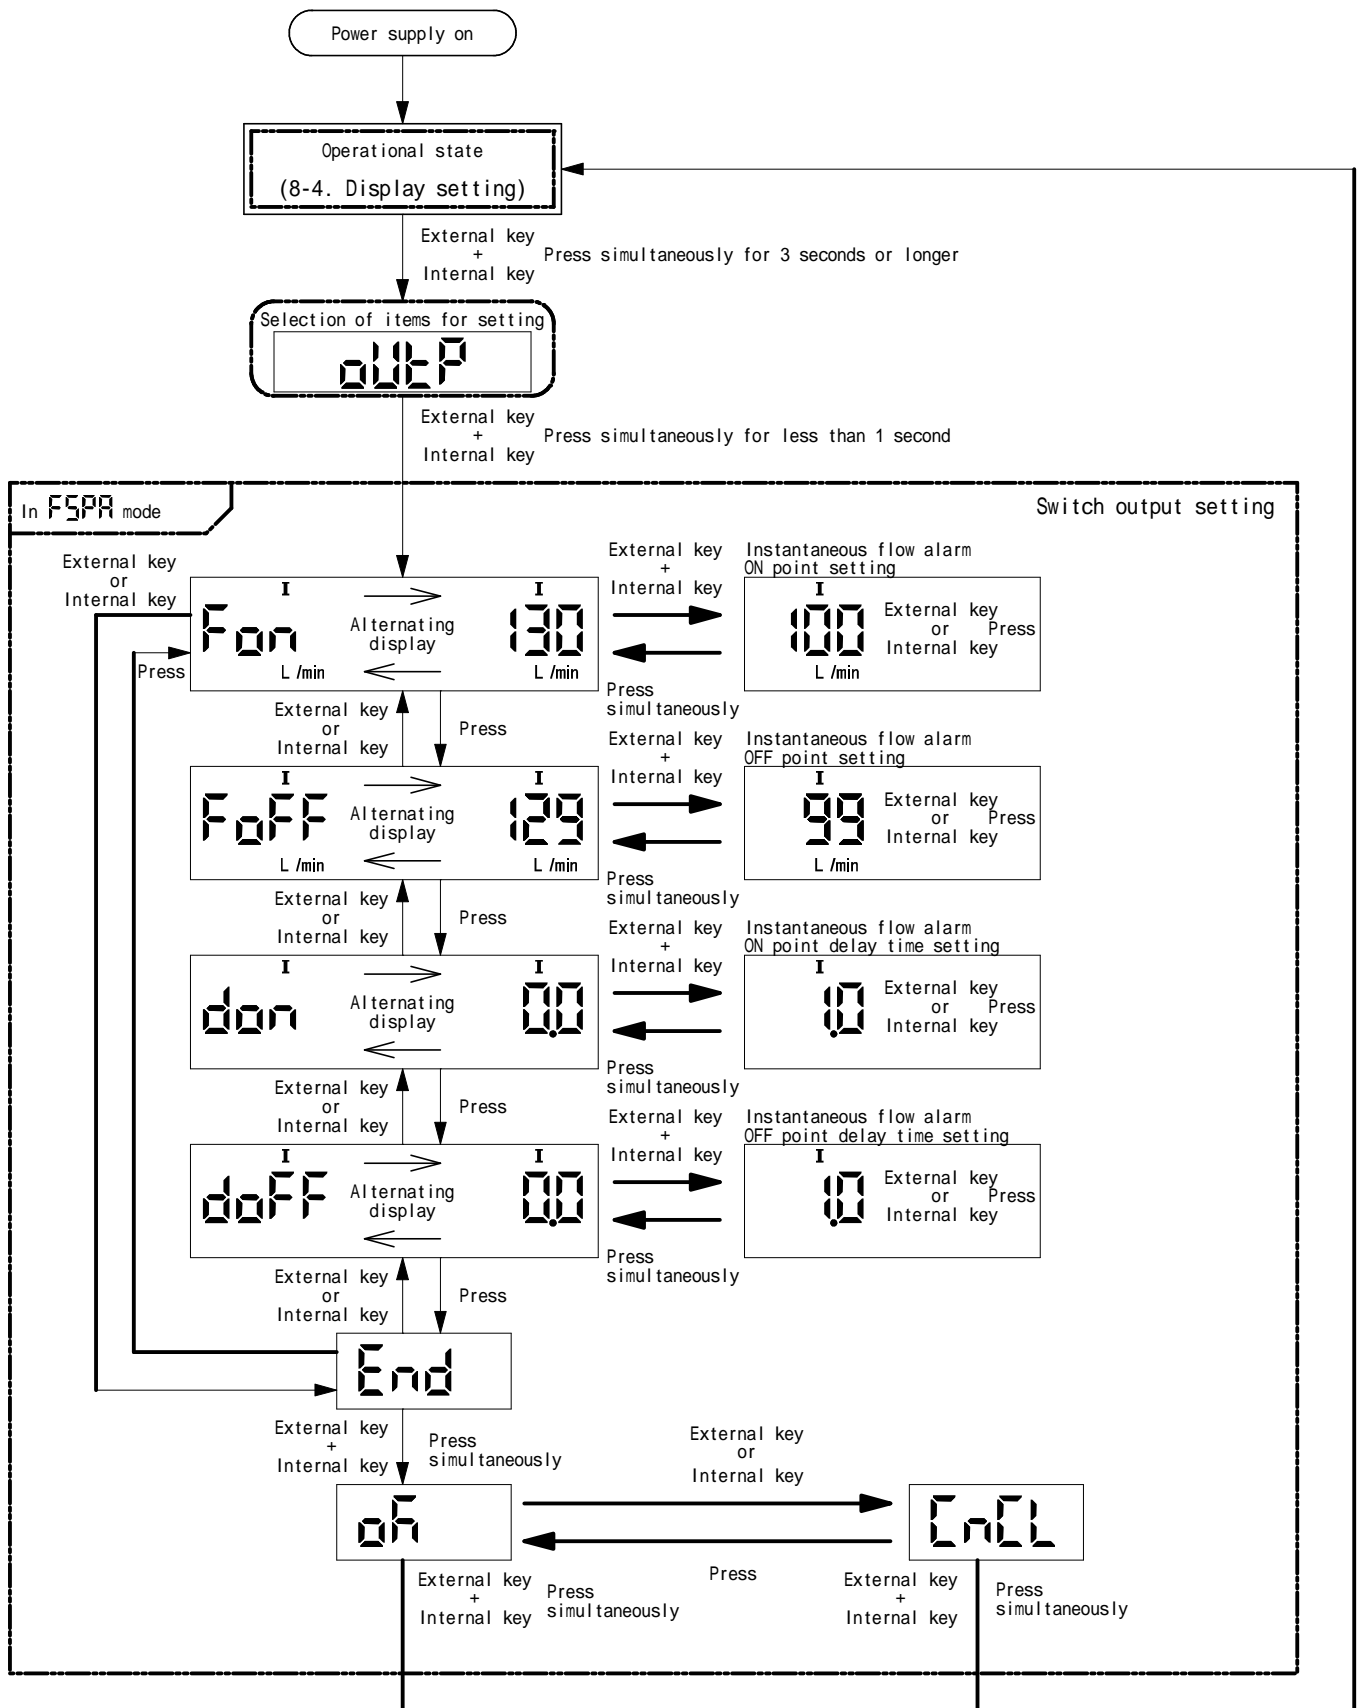 Power supply on
Operational state
(8-4. Display setting)
External key
+
Internal key
Press simultaneously for 3 seconds or longer
Selection of items for setting
oUtP
External key
+
Internal key
Press simultaneously for less than 1 second
In FSPA mode
Switch output setting
External key
or
Internal key
Press
I
Fon
L /min
Alternating
display
I
130
L /min
External key
+
Internal key
Press
simultaneously
Instantaneous flow alarm
ON point setting
I
100
L /min
External key
or Press
Internal key
External key
or
Internal key
Press
I
FoFF
L /min
Alternating
display
I
129
L /min
External key
+
Internal key
Press
simultaneously
Instantaneous flow alarm
OFF point setting
I
99
L /min
External key
or Press
Internal key
External key
or
Internal key
Press
I
don
Alternating
display
I
0.0
External key
+
Internal key
Press
simultaneously
Instantaneous flow alarm
ON point delay time setting
I
1.0
External key
or Press
Internal key
External key
or
Internal key
Press
I
doFF
Alternating
display
I
0.0
External key
+
Internal key
Press
simultaneously
Instantaneous flow alarm
OFF point delay time setting
I
1.0
External key
or Press
Internal key
External key
or
Internal key
Press
End
External key
+
Internal key
Press
simultaneously
External key
or
Internal key
oK
CnCL
Press
External key
+
Internal key
Press
simultaneously
External key
+
Internal key
Press
simultaneously